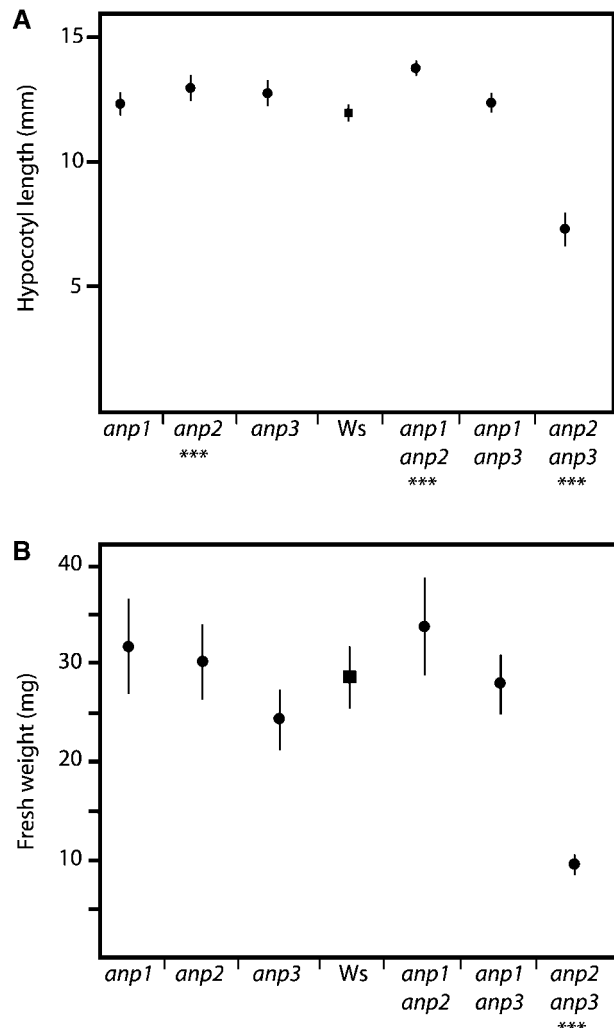 A
15
10
5
Hypocotyl length (mm)
anp1 anp2 anp3 Ws anp1 anp1 anp2
*** anp2 anp3 anp3
*** ***
B
40
30
20
10
Fresh weight (mg)
anp1 anp2 anp3 Ws anp1 anp1 anp2
anp2 anp3 anp3
***